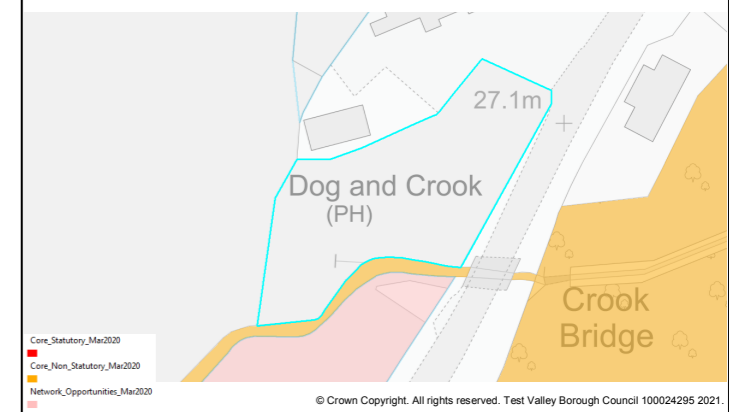 27.1m
Dog and Crook
(PH)
Crook
Bridge
Core_Statutory_Mar2020
Core_Non_Statutory_Mar2020
Network_Opportunities_Mar2020
© Crown Copyright. All rights reserved. Test Valley Borough Council 100024295 2021.